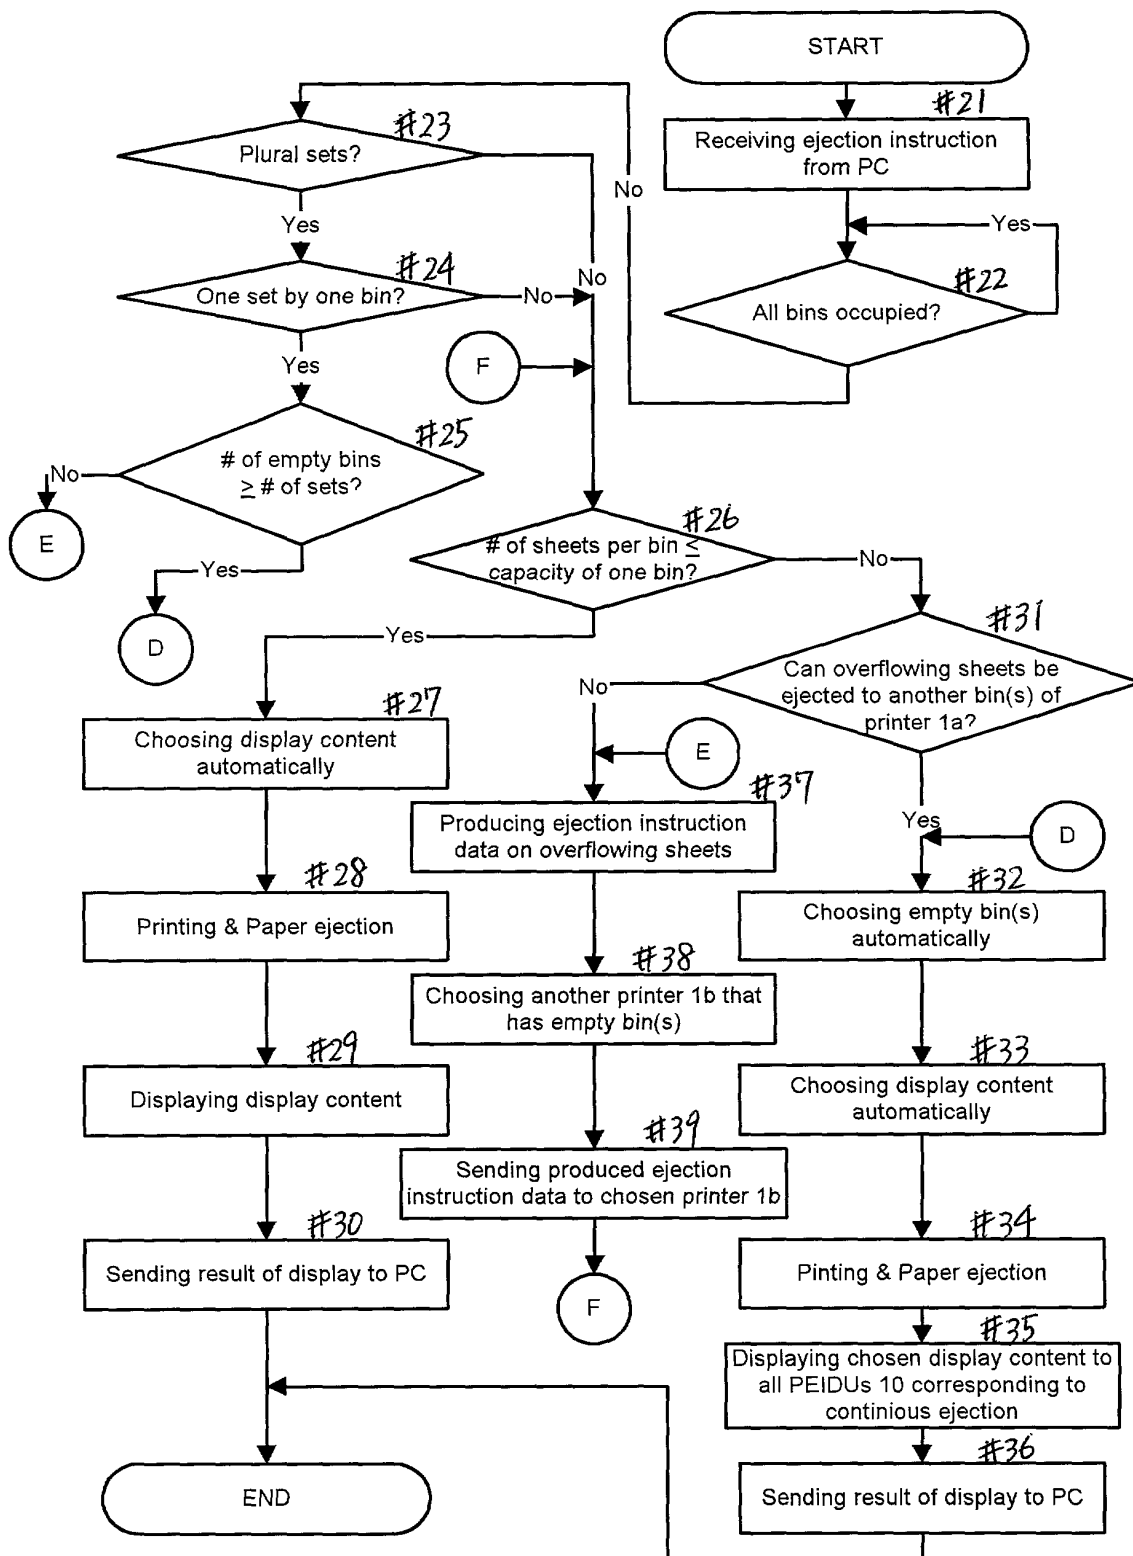 START
#21
Receiving ejection instruction
from PC
Yes
#22
All bins occupied?
No
#23
Plural sets?
Yes
No
#24
One set by one bin?
No
Yes
F
#25
# of empty bins
≥ # of sets?
No
E
Yes
D
#26
# of sheets per bin ≤
capacity of one bin?
No
Yes
#31
Can overflowing sheets be
ejected to another bin(s) of
printer 1a?
No
Yes
#27
Choosing display content
automatically
E
D
#37
Producing ejection instruction
data on overflowing sheets
#28
Printing & Paper ejection
#32
Choosing empty bin(s)
automatically
#38
Choosing another printer 1b that
has empty bin(s)
#29
Displaying display content
#33
Choosing display content
automatically
#39
Sending produced ejection
instruction data to chosen printer 1b
#30
Sending result of display to PC
F
#34
Pinting & Paper ejection
#35
Displaying chosen display content to
all PEIDUs 10 corresponding to
continious ejection
#36
Sending result of display to PC
END